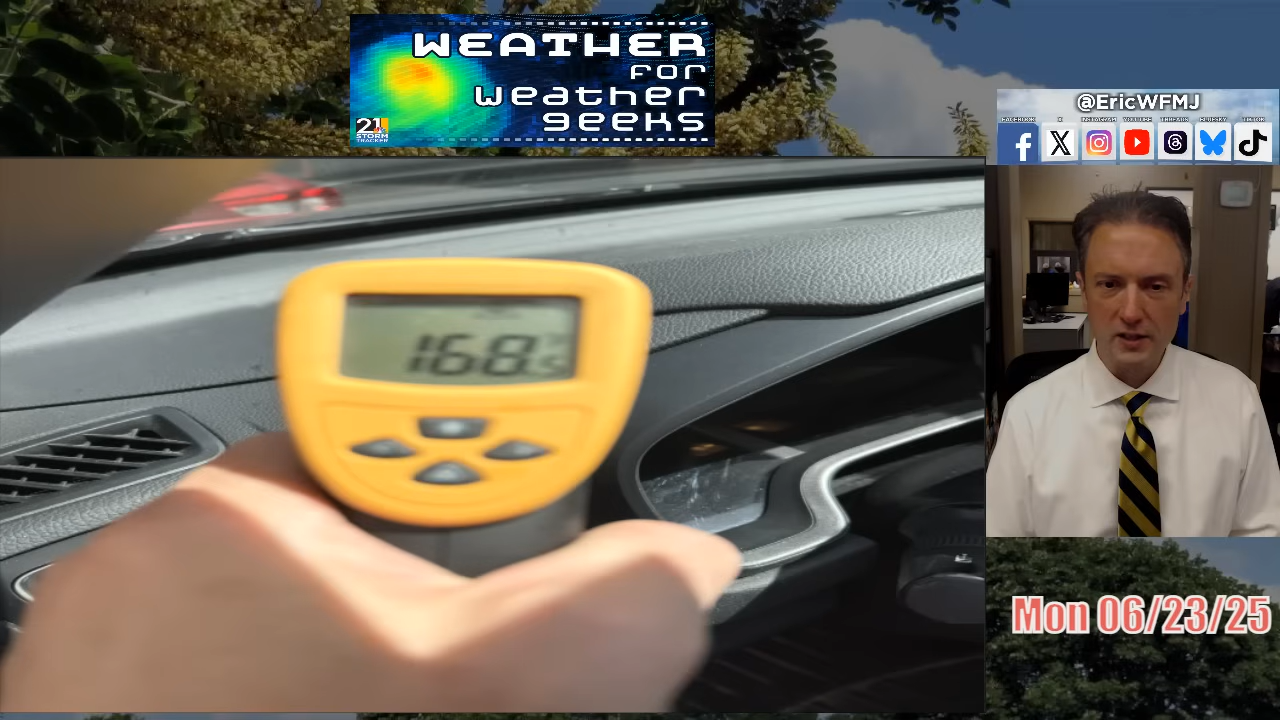 WEATHER
FOR
weather
geeks
21
STORM
TRACKER
@EricWFMJ
FACEBOOK X INSTAGRAM YOUTUBE THREADS BLUESKY TIKTOK
168.5
Mon 06/23/25